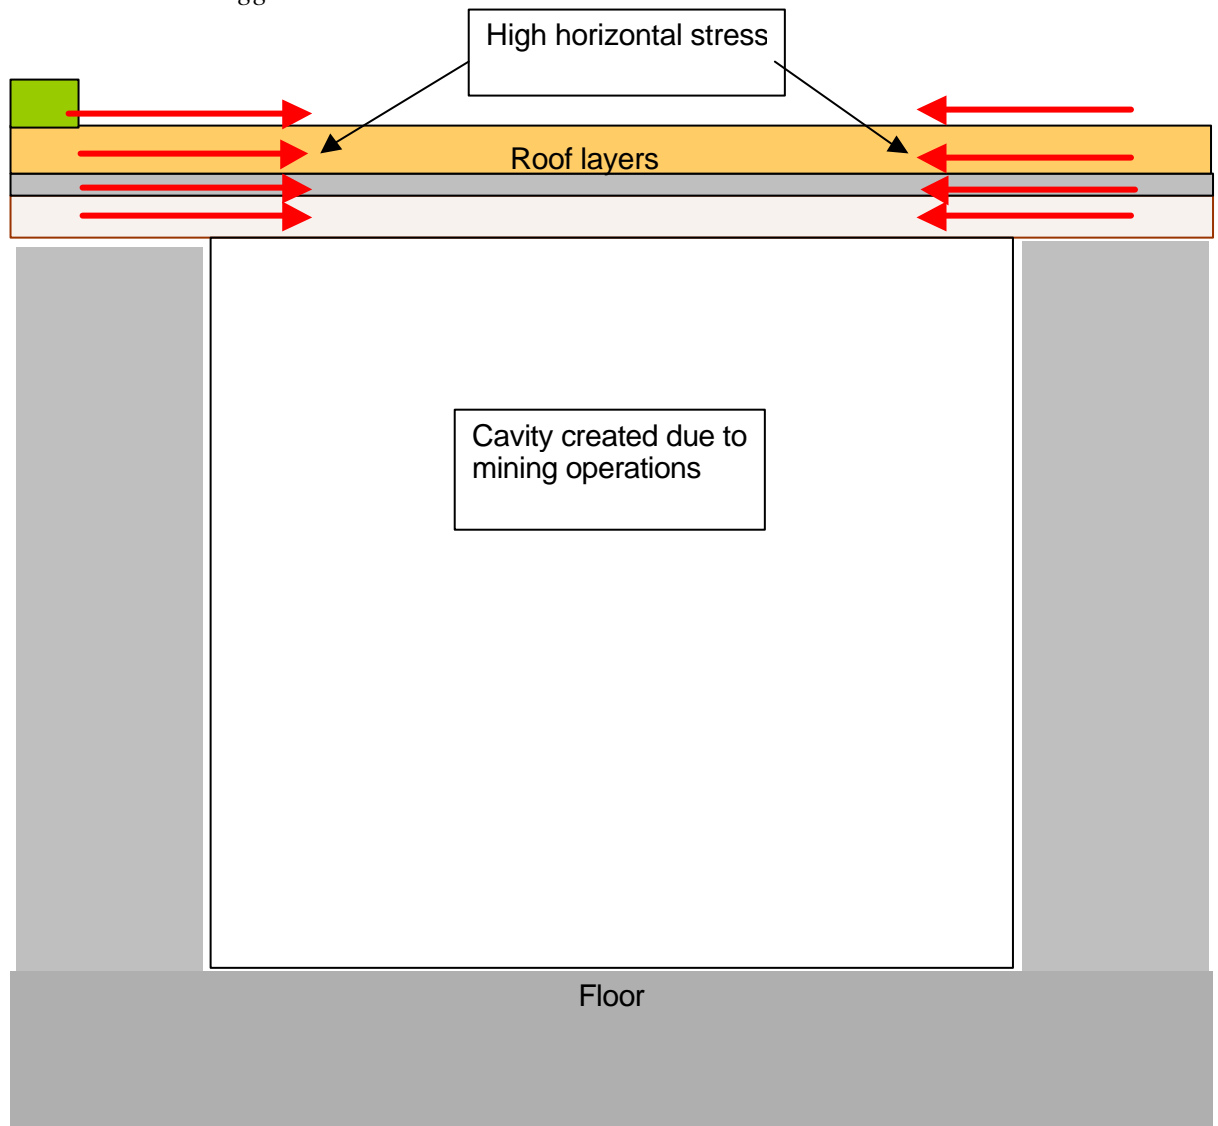 High horizontal stress
Roof layers
Cavity created due to
mining operations
Floor